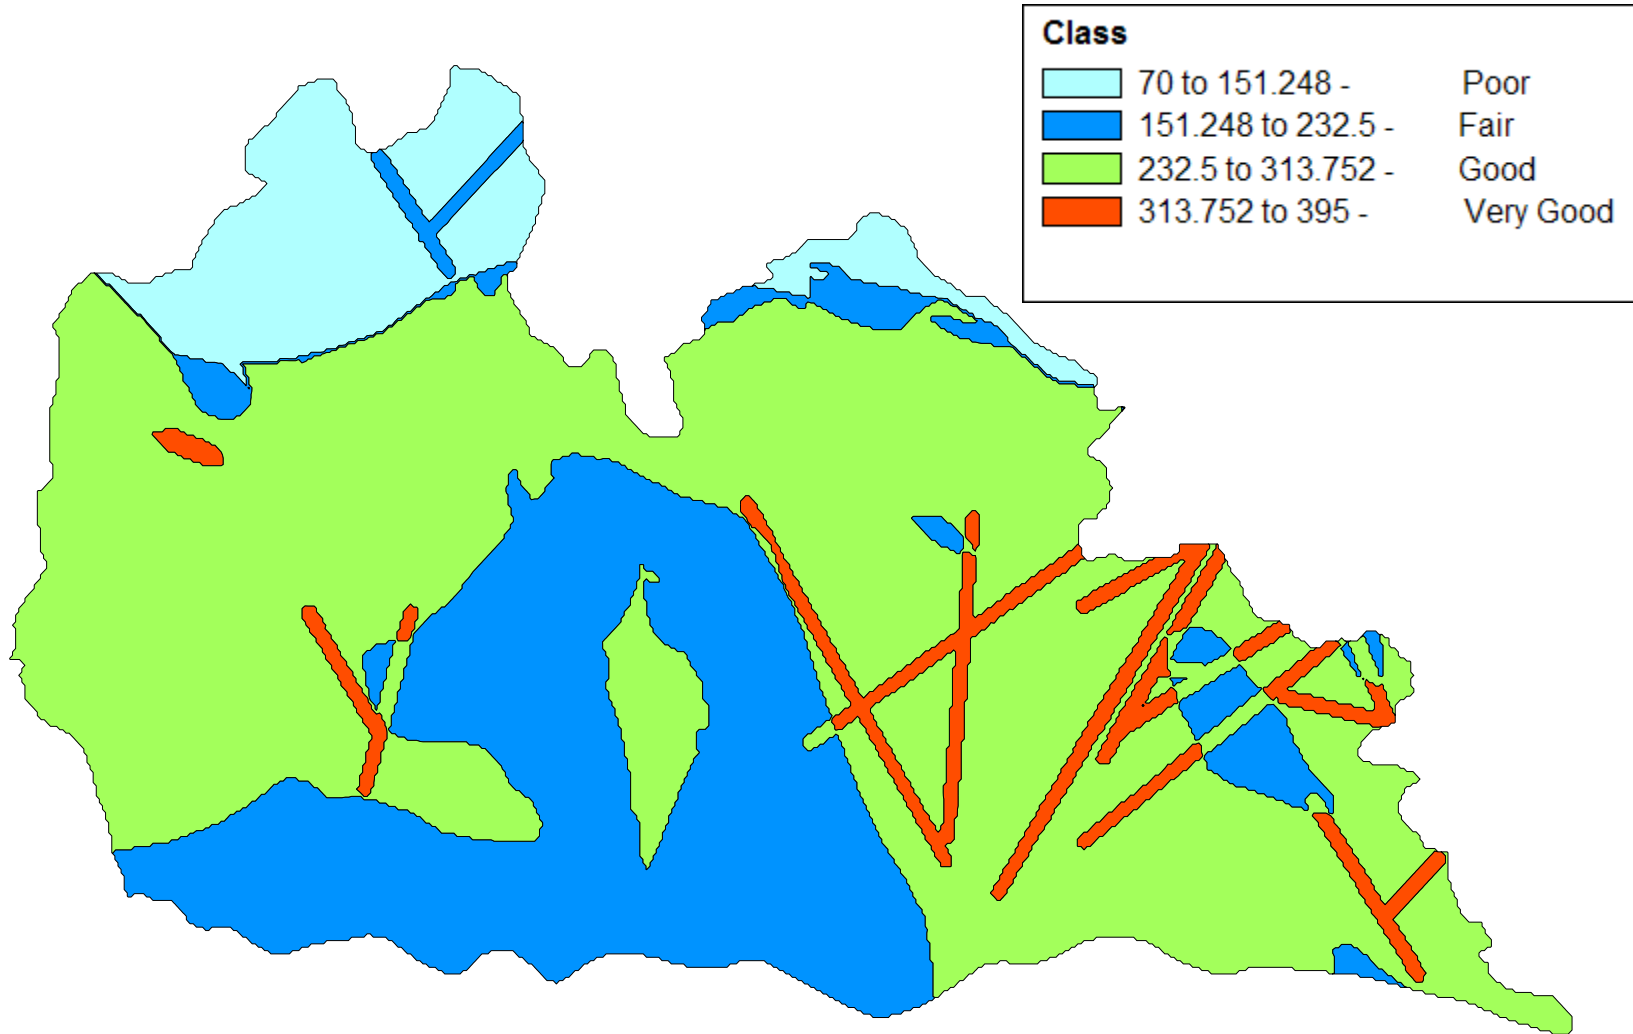 Class
70 to 151.248 - Poor
151.248 to 232.5 - Fair
232.5 to 313.752 - Good
313.752 to 395 - Very Good